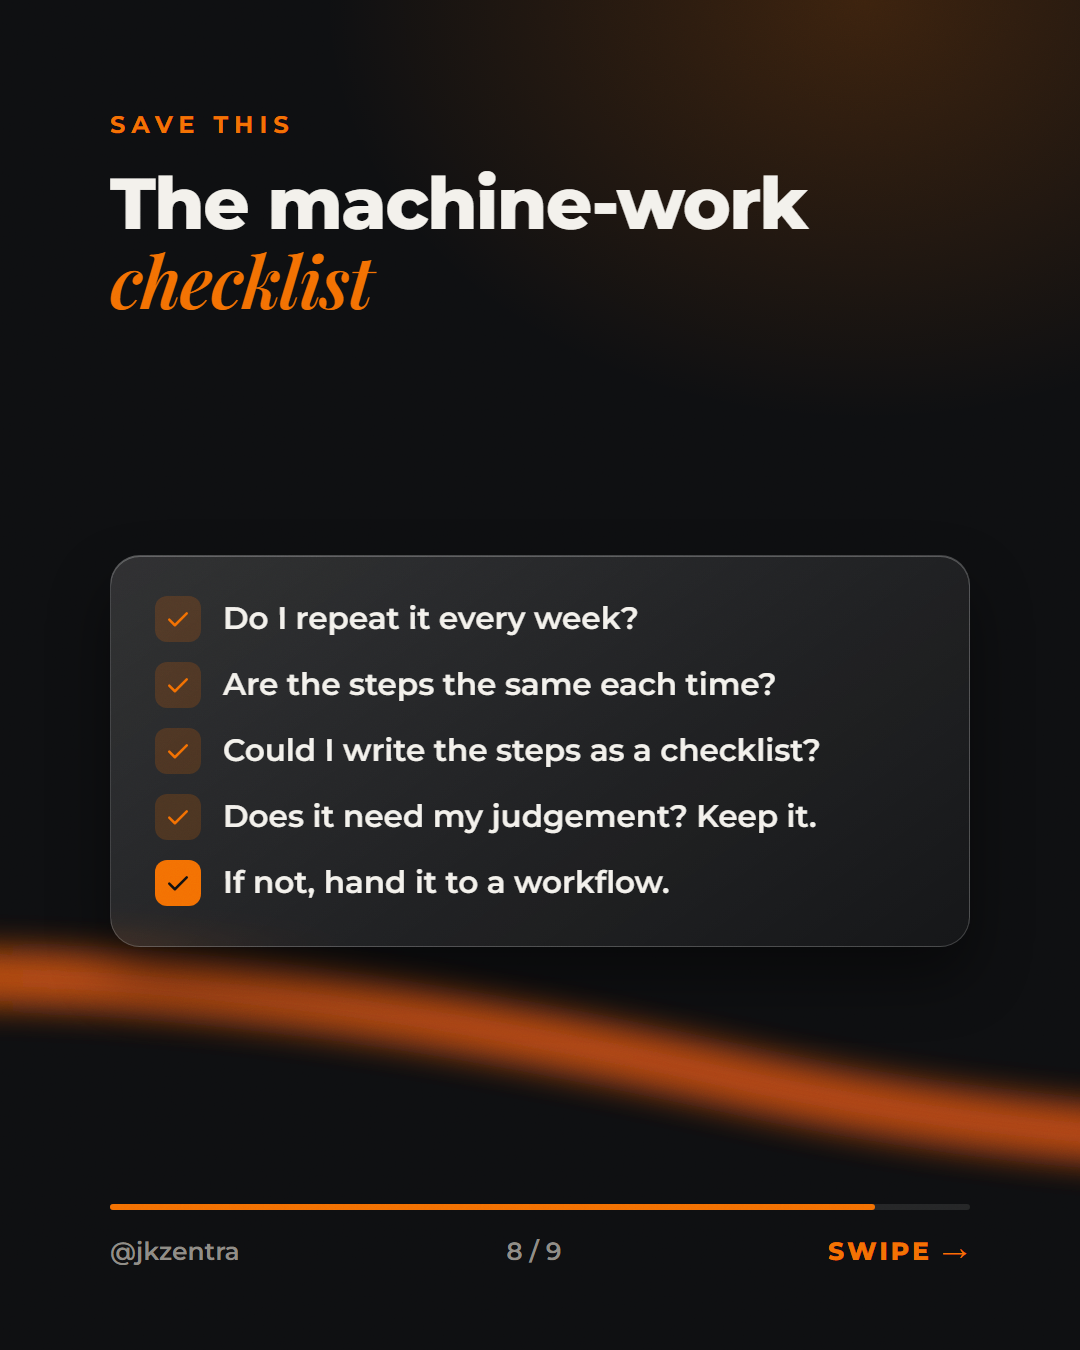 SAVE THIS
The machine-work
checklist
Do I repeat it every week?
Are the steps the same each time?
Could I write the steps as a checklist?
Does it need my judgement? Keep it.
If not, hand it to a workflow.
@jkzentra
8 / 9
SWIPE →